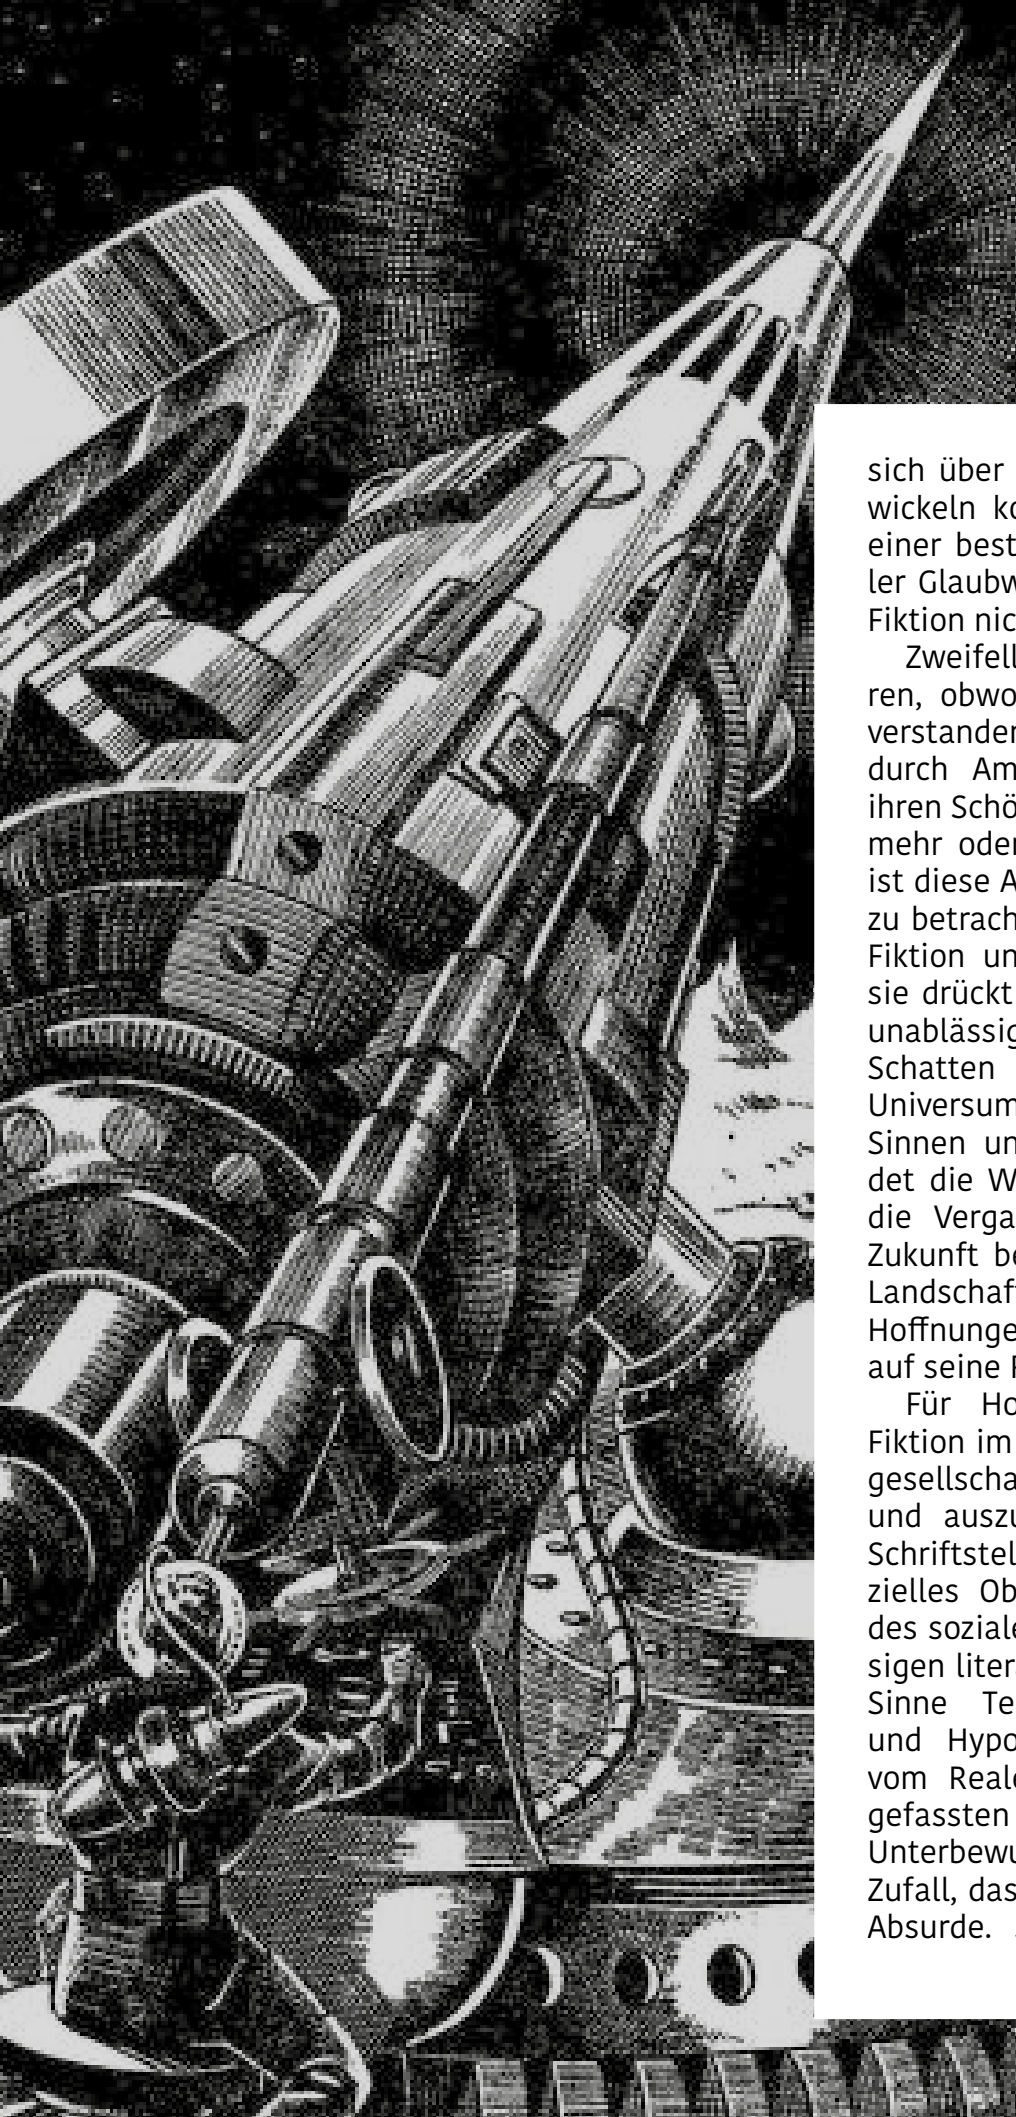 sich über
wickeln ko
einer best
ler Glaubw
Fiktion nic
Zweifell
ren, obwo
verstander
durch Am
ihren Schö
mehr oder
ist diese A
zu betrach
Fiktion un
sie drückt
unablässig
Schatten
Universum
Sinnen un
det die W
die Verga
Zukunft be
Landschaf
Hoffnunge
auf seine
Für Ho
Fiktion im
gesellscha
und auszu
Schriftstel
zielles Ob
des soziale
sigen liter
Sinne Te
und Hypo
vom Reale
gefassten
Unterbewu
Zufall, das
Absurde.